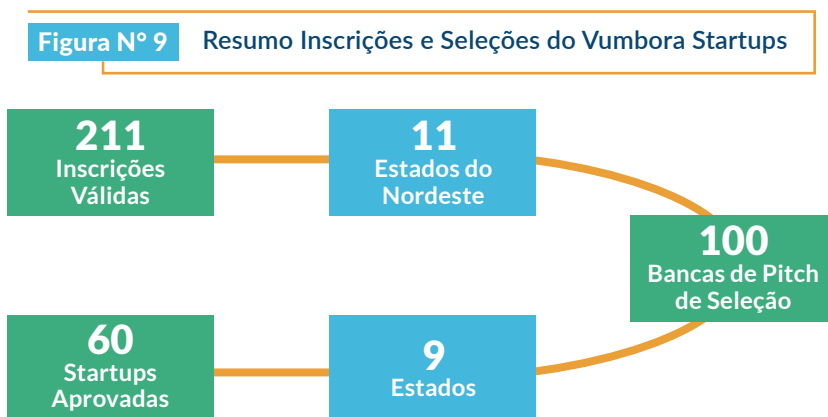 Figura N° 9
Resumo Inscrições e Seleções do Vumbora Startups
211
Inscrições
Válidas
11
Estados do
Nordeste
100
Bancas de Pitch
de Seleção
60
Startups
Aprovadas
9
Estados